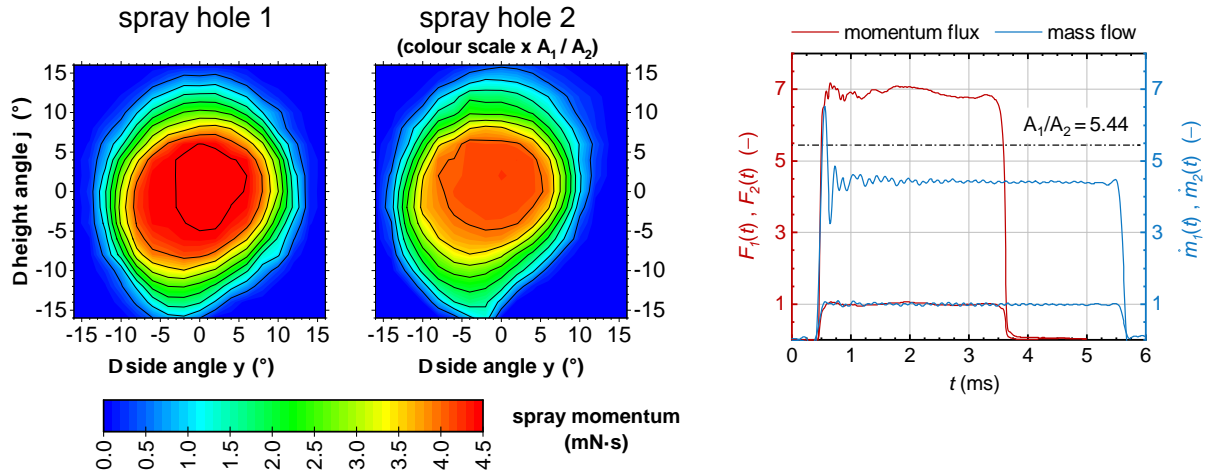 spray hole 1
spray hole 2
(colour scale x A₁ / A₂)
D height angle j (°)
15
10
5
0
-5
-10
-15
-15 -10 -5 0 5 10 15
D side angle y (°)
15
10
5
0
-5
-10
-15
-15 -10 -5 0 5 10 15
D side angle y (°)
0.0 0.5 1.0 1.5 2.0 2.5 3.0 3.5 4.0 4.5
spray momentum
(mN·s)
momentum flux
mass flow
F₁(t) , F₂(t) (–)
7
5
3
1
A₁/A₂ = 5.44
7
5
3
1
ṁ₁(t) , ṁ₂(t) (–)
0 1 2 3 4 5 6
t (ms)